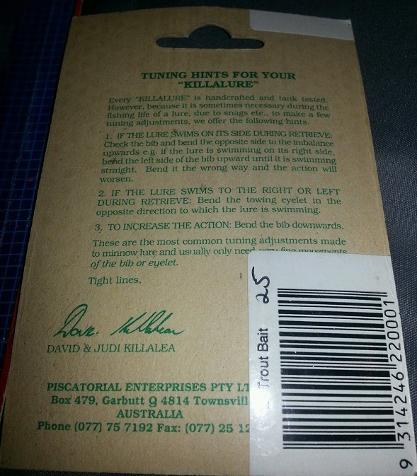 TUNING HINTS FOR YOUR
"KILLALURE"
Every "KILLALURE" is handcrafted and tank tested.
However, because it is sometimes necessary during the
fishing life of a lure, due to snags etc., to make a few
tuning adjustments, we offer the following hints.
1. IF THE LURE SWIMS ON ITS SIDE DURING RETRIEVE:
Check the bib and bend the opposite side to the imbalance
upwards e.g. if the lure is swimming on its right side,
bend the left side of the bib upward until it is swimming
straight. Bend it the wrong way and the action will
worsen.
2. IF THE LURE SWIMS TO THE RIGHT OR LEFT
DURING RETRIEVE: Bend the towing eyelet in the
opposite direction to which the lure is swimming.
3, TO INCREASE THE ACTION: Bend the bib downwards.
These are the most common tuning adjustments made
to minnow lure and usually only need very fine movements
of the bib or eyelet.
Tight lines,
Dave Killalea
DAVID & JUDI KILLALEA
PISCATORIAL ENTERPRISES PTY LT
Box 479, Garbutt Q 4814 Townsvill
AUSTRALIA
Phone (077) 75 7192 Fax: (077) 25 12
Trout Bait 25
9 314246 220001